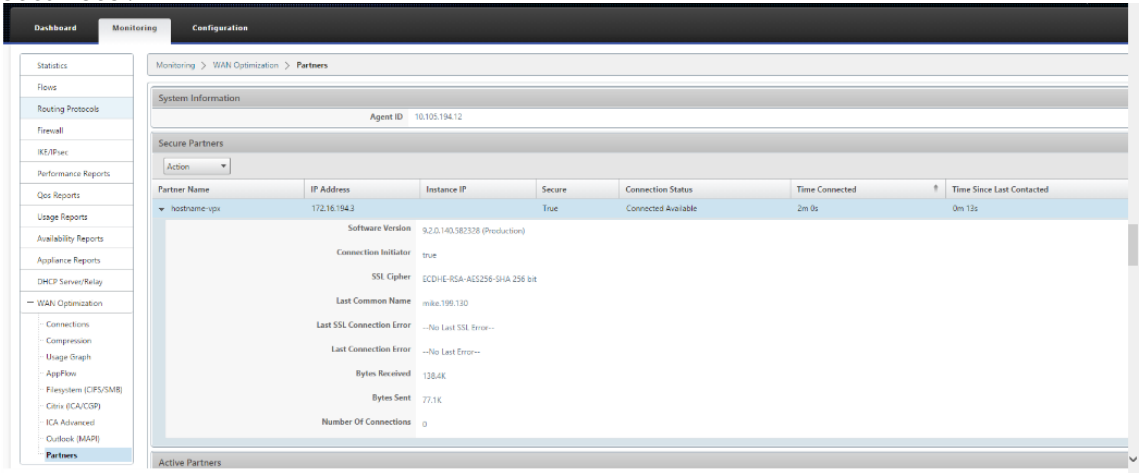 Dashboard Monitoring Configuration
Statistics
Flows
Routing Protocols
Firewall
IKE/IPsec
Performance Reports
Qos Reports
Usage Reports
Availability Reports
Appliance Reports
DHCP Server/Relay
WAN Optimization
Connections
Compression
Usage Graph
AppFlow
Filesystem (CIFS/SMB)
Citrix (ICA/CGP)
ICA Advanced
Outlook (MAPI)
Partners
Monitoring > WAN Optimization > Partners
System Information
Agent ID 10.105.194.12
Secure Partners
Action
Partner Name IP Address Instance IP Secure Connection Status Time Connected Time Since Last Contacted
hostname-vpx 172.16.194.3 True Connected Available 2m 0s 0m 13s
Software Version 9.2.0.140.582328 (Production)
Connection Initiator true
SSL Cipher ECDHE-RSA-AES256-SHA 256 bit
Last Common Name mike.199.130
Last SSL Connection Error --No Last SSL Error--
Last Connection Error --No Last Error--
Bytes Received 138.4K
Bytes Sent 77.1K
Number Of Connections 0
Active Partners